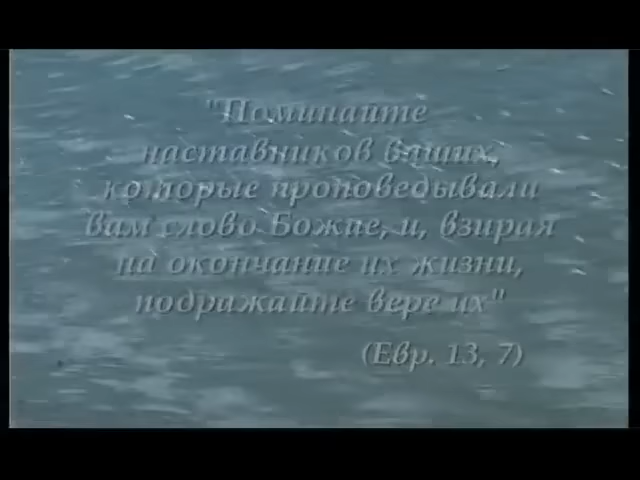 "Поминайте
наставников ваших,
которые проповедывали
вам слово Божие, и, взирая
на окончание их жизни,
подражайте вере их"
(Евр. 13, 7)